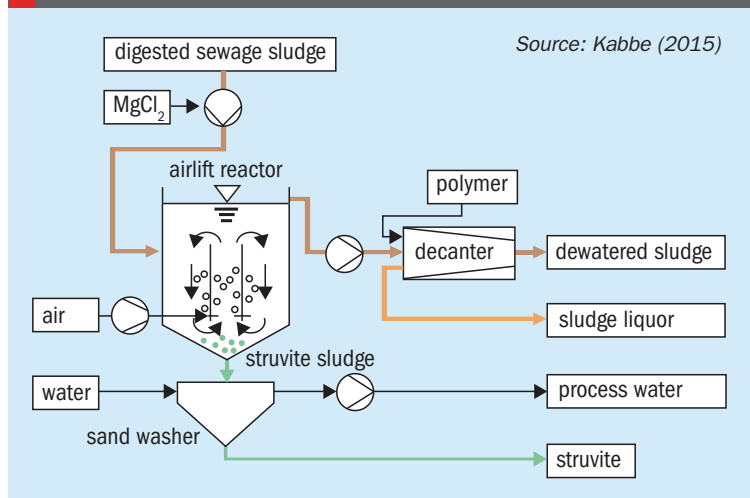 Source: Kabbe (2015)
digested sewage sludge
MgCl₂
airlift reactor
polymer
decanter
dewatered sludge
air
sludge liquor
struvite sludge
water
process water
sand washer
struvite